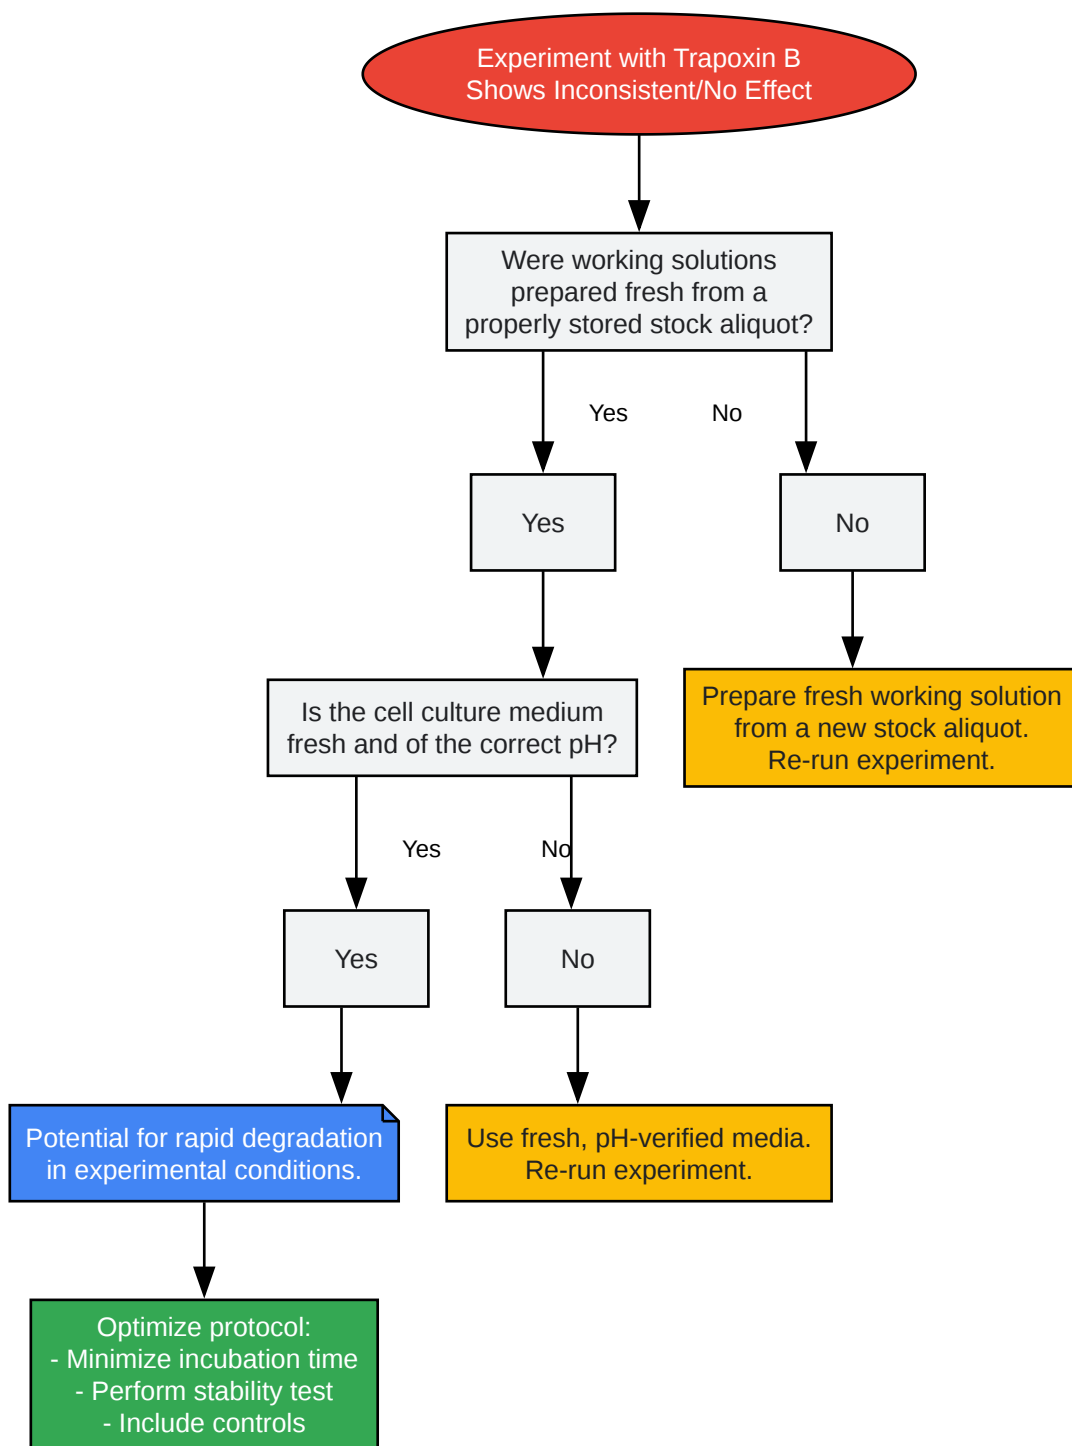 Experiment with Trapoxin B
Shows Inconsistent/No Effect
Were working solutions
prepared fresh from a
properly stored stock aliquot?
Yes
No
Yes
No
Is the cell culture medium
fresh and of the correct pH?
Prepare fresh working solution
from a new stock aliquot.
Re-run experiment.
Yes
No
Yes
No
Potential for rapid degradation
in experimental conditions.
Use fresh, pH-verified media.
Re-run experiment.
Optimize protocol:
- Minimize incubation time
- Perform stability test
- Include controls